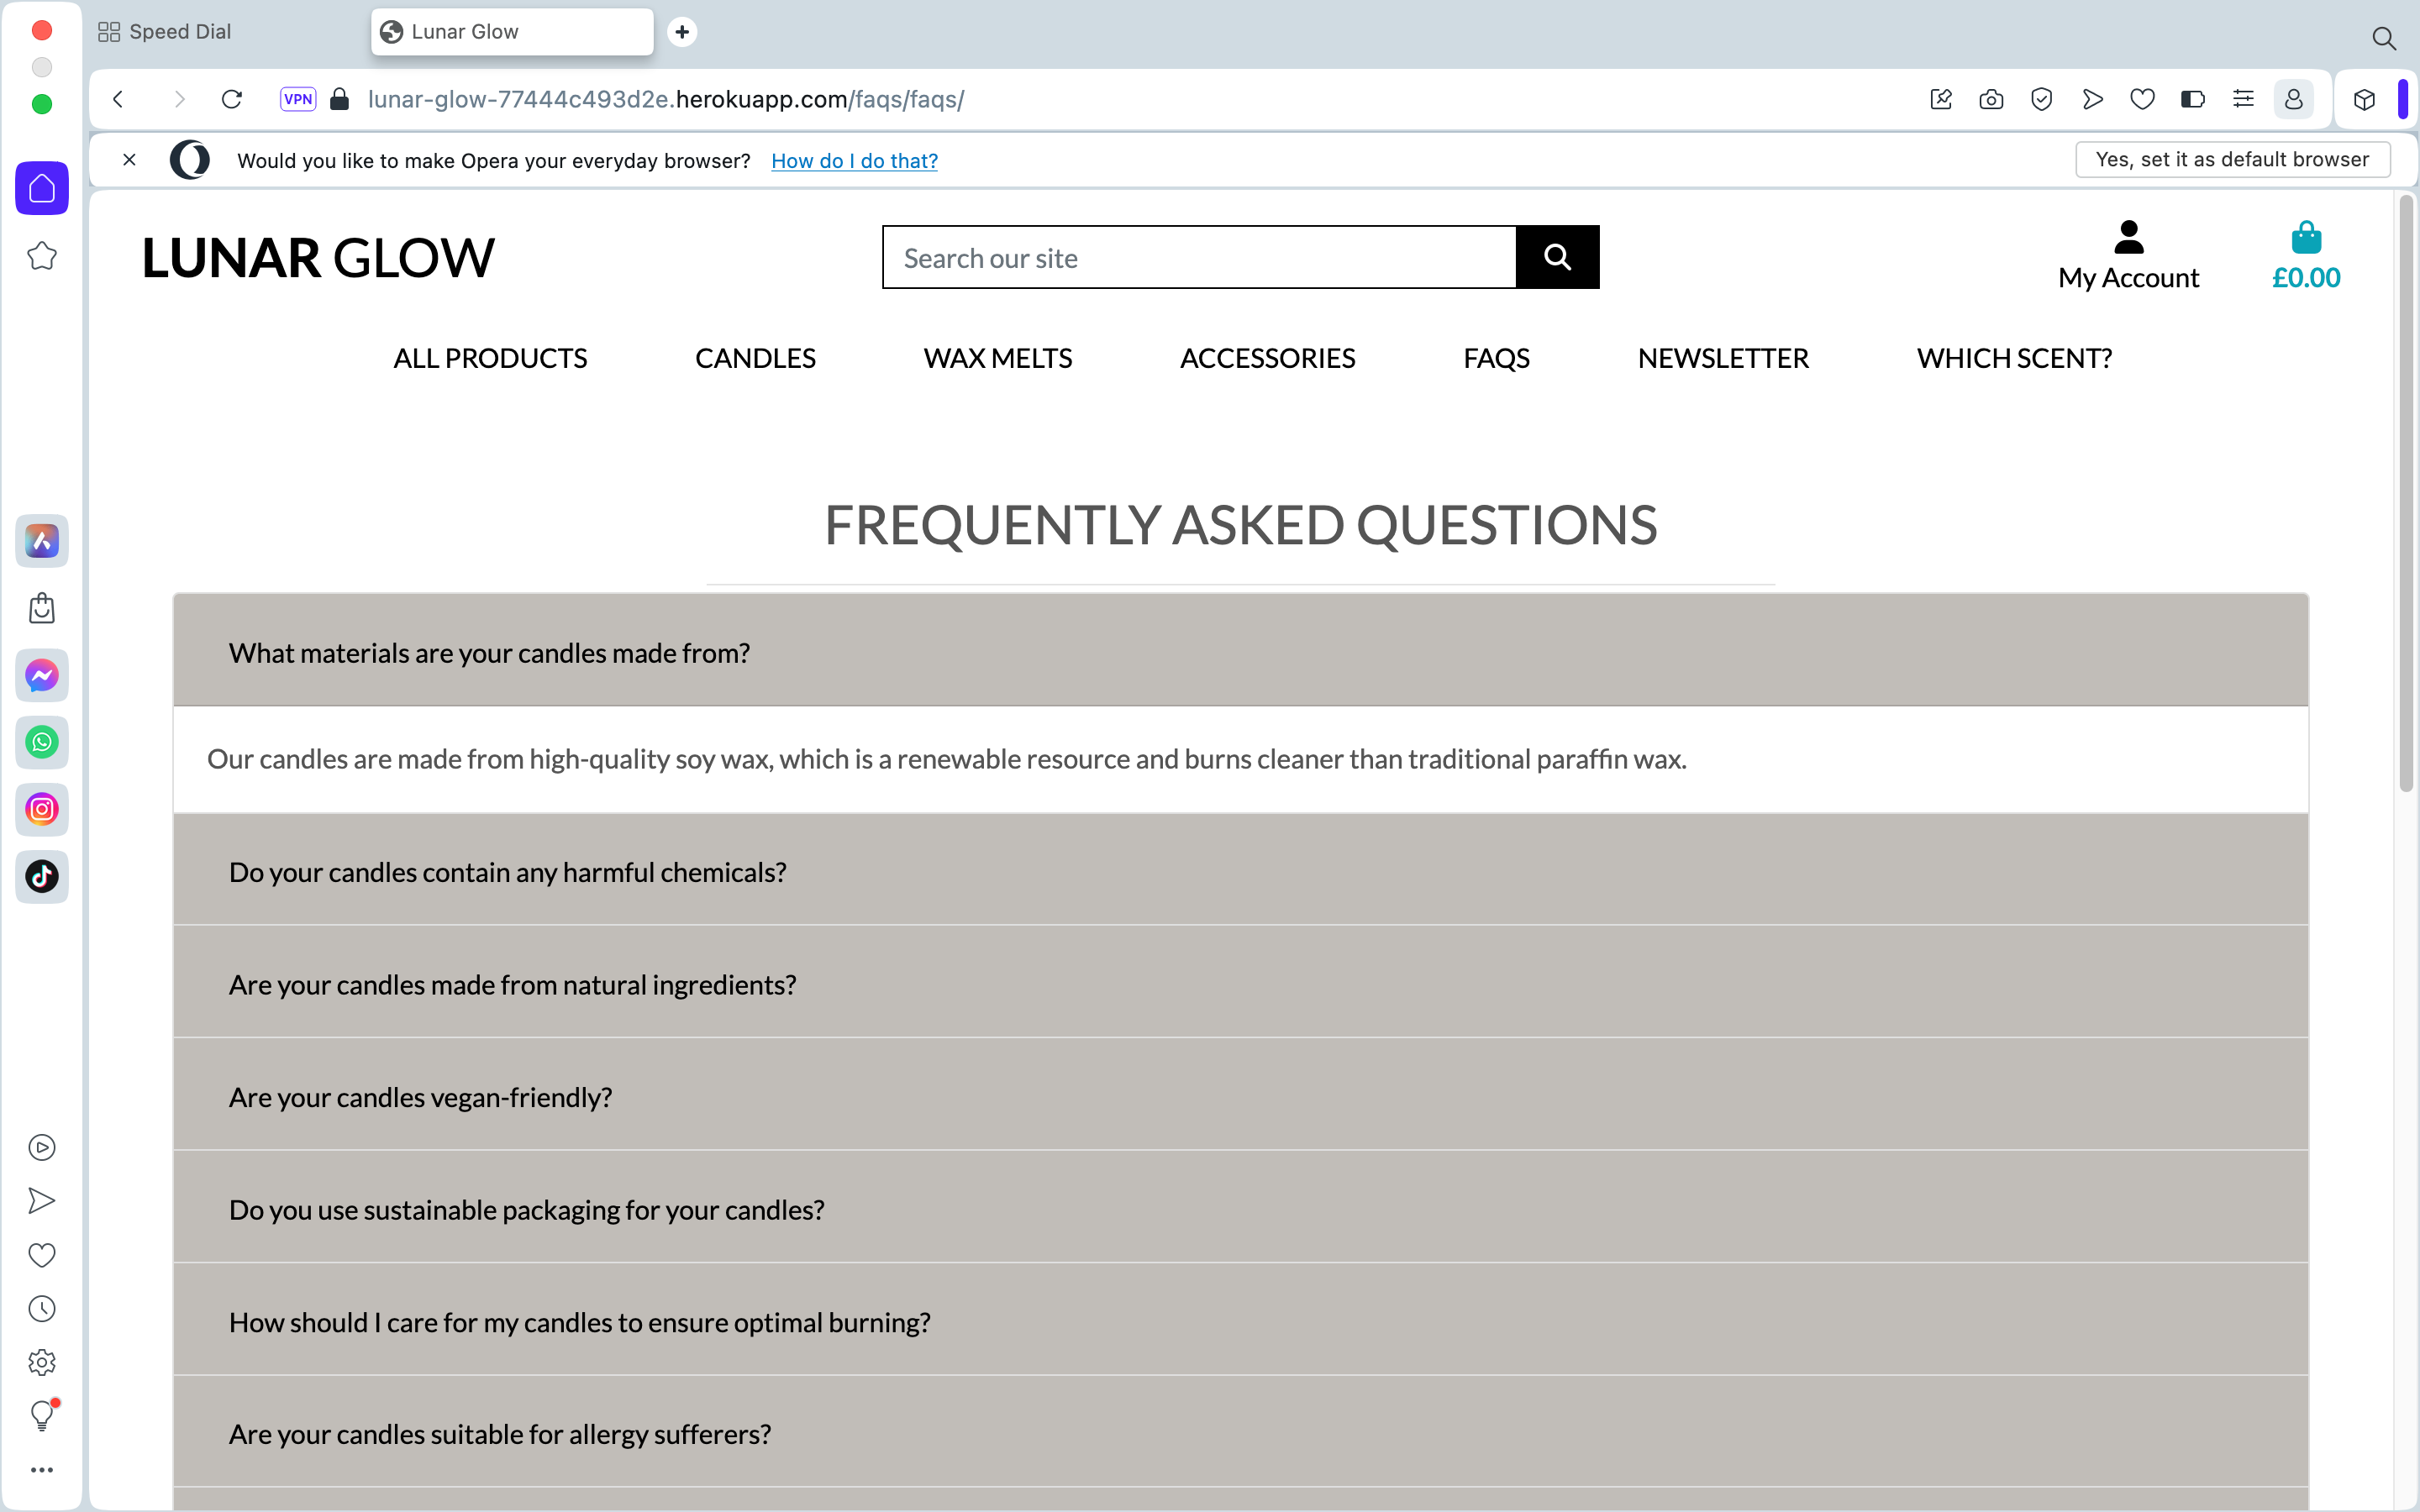 Speed Dial
Lunar Glow
VPN
lunar-glow-77444c493d2e.herokuapp.com/faqs/faqs/
Would you like to make Opera your everyday browser? How do I do that?
Yes, set it as default browser
LUNAR GLOW
Search our site
My Account
£0.00
ALL PRODUCTS
CANDLES
WAX MELTS
ACCESSORIES
FAQS
NEWSLETTER
WHICH SCENT?
FREQUENTLY ASKED QUESTIONS
What materials are your candles made from?
Our candles are made from high-quality soy wax, which is a renewable resource and burns cleaner than traditional paraffin wax.
Do your candles contain any harmful chemicals?
Are your candles made from natural ingredients?
Are your candles vegan-friendly?
Do you use sustainable packaging for your candles?
How should I care for my candles to ensure optimal burning?
Are your candles suitable for allergy sufferers?